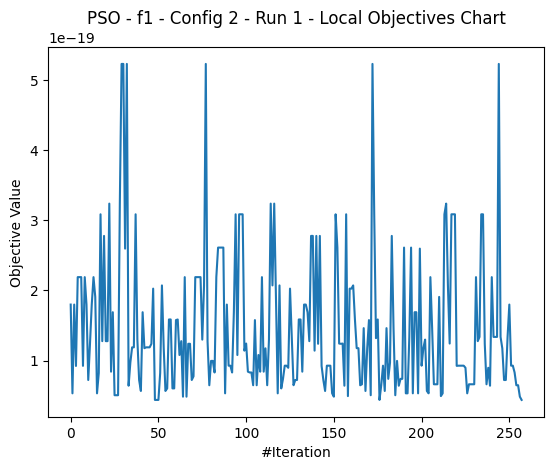 PSO - f1 - Config 2 - Run 1 - Local Objectives Chart
1e−19
5
4
3
2
1
Objective Value
0 50 100 150 200 250
#Iteration